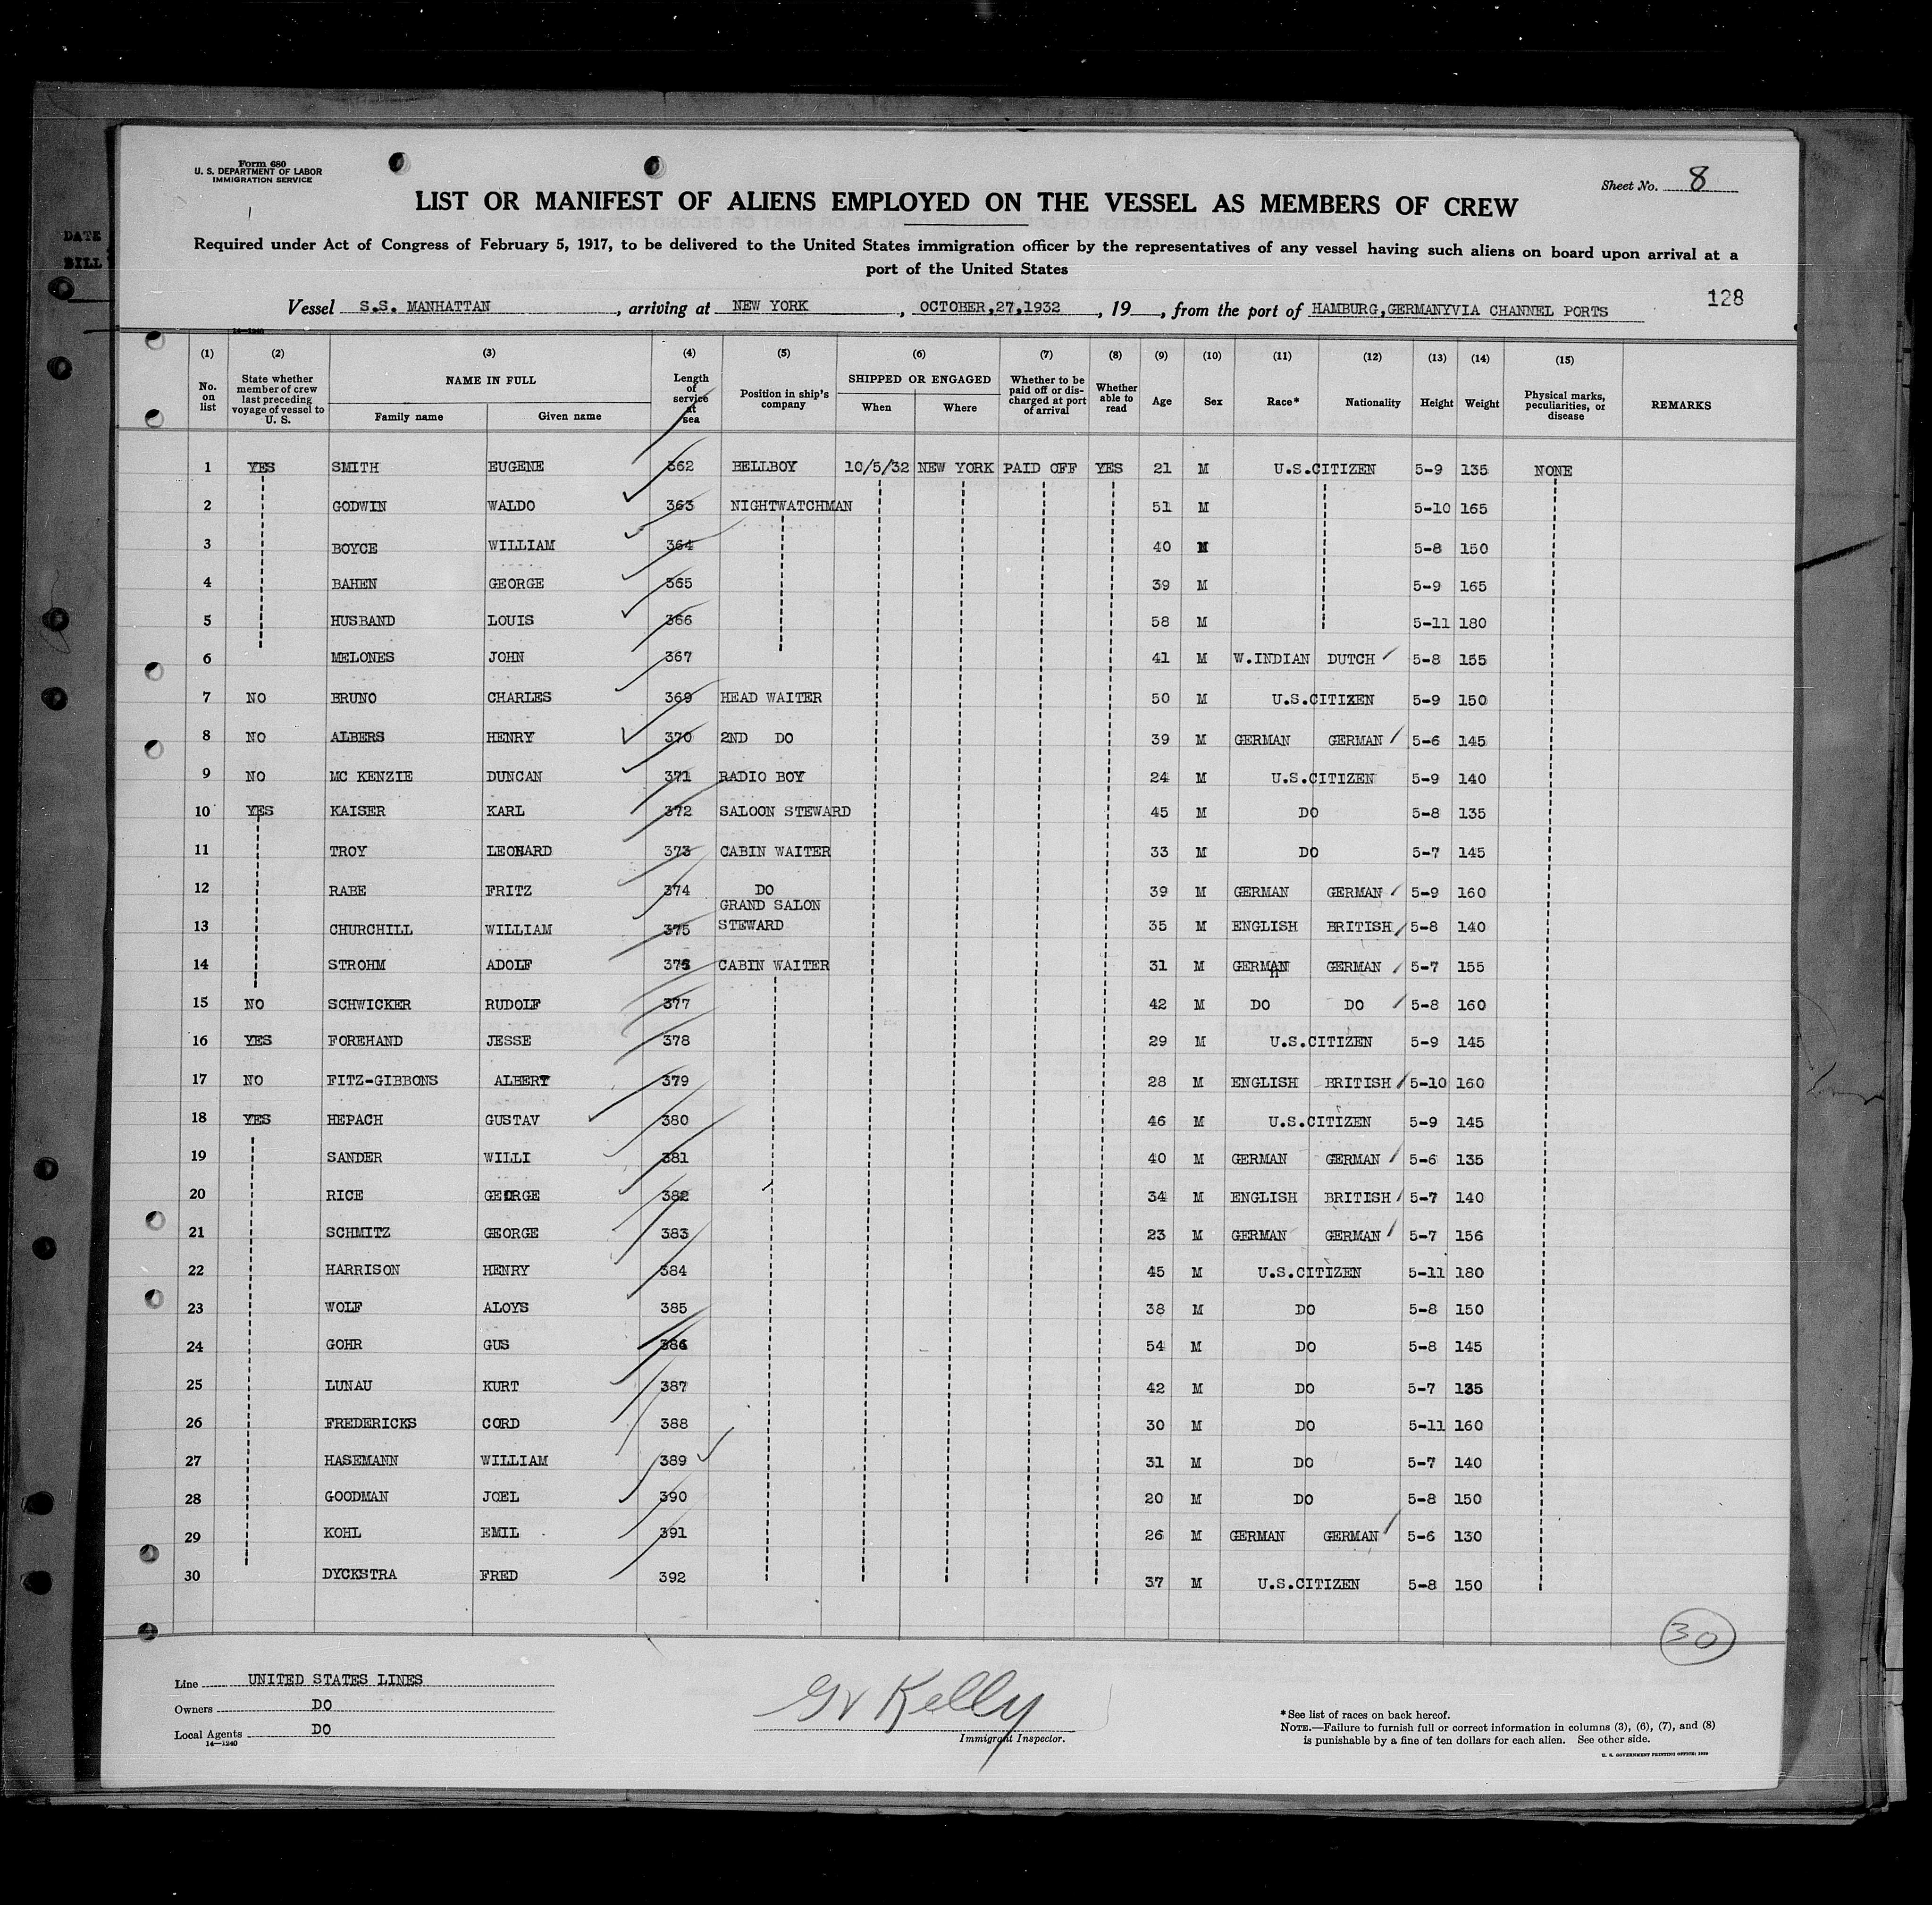 Form 680
U. S. DEPARTMENT OF LABOR
IMMIGRATION SERVICE
Sheet No. 8
LIST OR MANIFEST OF ALIENS EMPLOYED ON THE VESSEL AS MEMBERS OF CREW
Required under Act of Congress of February 5, 1917, to be delivered to the United States immigration officer by the representatives of any vessel having such aliens on board upon arrival at a
port of the United States
DATE
BILL
128
Vessel S.S. MANHATTAN, arriving at NEW YORK, OCTOBER,27,1932, 19__, from the port of HAMBURG,GERMANYVIA CHANNEL PORTS
14—1240
(1) (2) (3) (4) (5) (6) (7) (8) (9) (10) (11) (12) (13) (14) (15)
No. on list | State whether member of crew last preceding voyage of vessel to U. S. | NAME IN FULL Family name Given name | Length of service at sea | Position in ship's company | SHIPPED OR ENGAGED When Where | Whether to be paid off or discharged at port of arrival | Whether able to read | Age | Sex | Race* | Nationality | Height | Weight | Physical marks, peculiarities, or disease | REMARKS
1 YES SMITH EUGENE 362 BELLBOY 10/5/32 NEW YORK PAID OFF YES 21 M U.S.CITIZEN 5-9 135 NONE
2 GODWIN WALDO 363 NIGHTWATCHMAN 51 M 5-10 165
3 BOYCE WILLIAM 364 40 M 5-8 150
4 BAHEN GEORGE 365 39 M 5-9 165
5 HUSBAND LOUIS 366 58 M 5-11 180
6 MELONES JOHN 367 41 M W.INDIAN DUTCH 5-8 155
7 NO BRUNO CHARLES 369 HEAD WAITER 50 M U.S.CITIZEN 5-9 150
8 NO ALBERS HENRY 370 2ND DO 39 M GERMAN GERMAN 5-6 145
9 NO MC KENZIE DUNCAN 371 RADIO BOY 24 M U.S.CITIZEN 5-9 140
10 YES KAISER KARL 372 SALOON STEWARD 45 M DO 5-8 135
11 TROY LEONARD 373 CABIN WAITER 33 M DO 5-7 145
12 RABE FRITZ 374 DO 39 M GERMAN GERMAN 5-9 160
13 CHURCHILL WILLIAM 375 GRAND SALON STEWARD 35 M ENGLISH BRITISH 5-8 140
14 STROHM ADOLF CABIN WAITER 31 M GERMAN GERMAN 5-7 155
15 NO SCHWICKER RUDOLF 377 42 M DO DO 5-8 160
16 YES FOREHAND JESSE 378 29 M U.S.CITIZEN 5-9 145
17 NO FITZ-GIBBONS ALBERT 379 28 M ENGLISH BRITISH 5-10 160
18 YES HEPACH GUSTAV 380 46 M U.S.CITIZEN 5-9 145
19 SANDER WILLI 381 40 M GERMAN GERMAN 5-6 135
20 RICE GEORGE 382 34 M ENGLISH BRITISH 5-7 140
21 SCHMITZ GEORGE 383 23 M GERMAN GERMAN 5-7 156
22 HARRISON HENRY 384 45 M U.S.CITIZEN 5-11 180
23 WOLF ALOYS 385 38 M DO 5-8 150
24 GOHR GUS 386 54 M DO 5-8 145
25 LUNAU KURT 387 42 M DO 5-7 135
26 FREDERICKS CORD 388 30 M DO 5-11 160
27 HASEMANN WILLIAM 389 31 M DO 5-7 140
28 GOODMAN JOEL 390 20 M DO 5-8 150
29 KOHL EMIL 391 26 M GERMAN GERMAN 5-6 130
30 DYCKSTRA FRED 392 37 M U.S.CITIZEN 5-8 150
30
Line UNITED STATES LINES
Owners DO
Local Agents DO
14—1240
Kelly
Immigrant Inspector.
*See list of races on back hereof.
NOTE.—Failure to furnish full or correct information in columns (3), (6), (7), and (8)
is punishable by a fine of ten dollars for each alien. See other side.